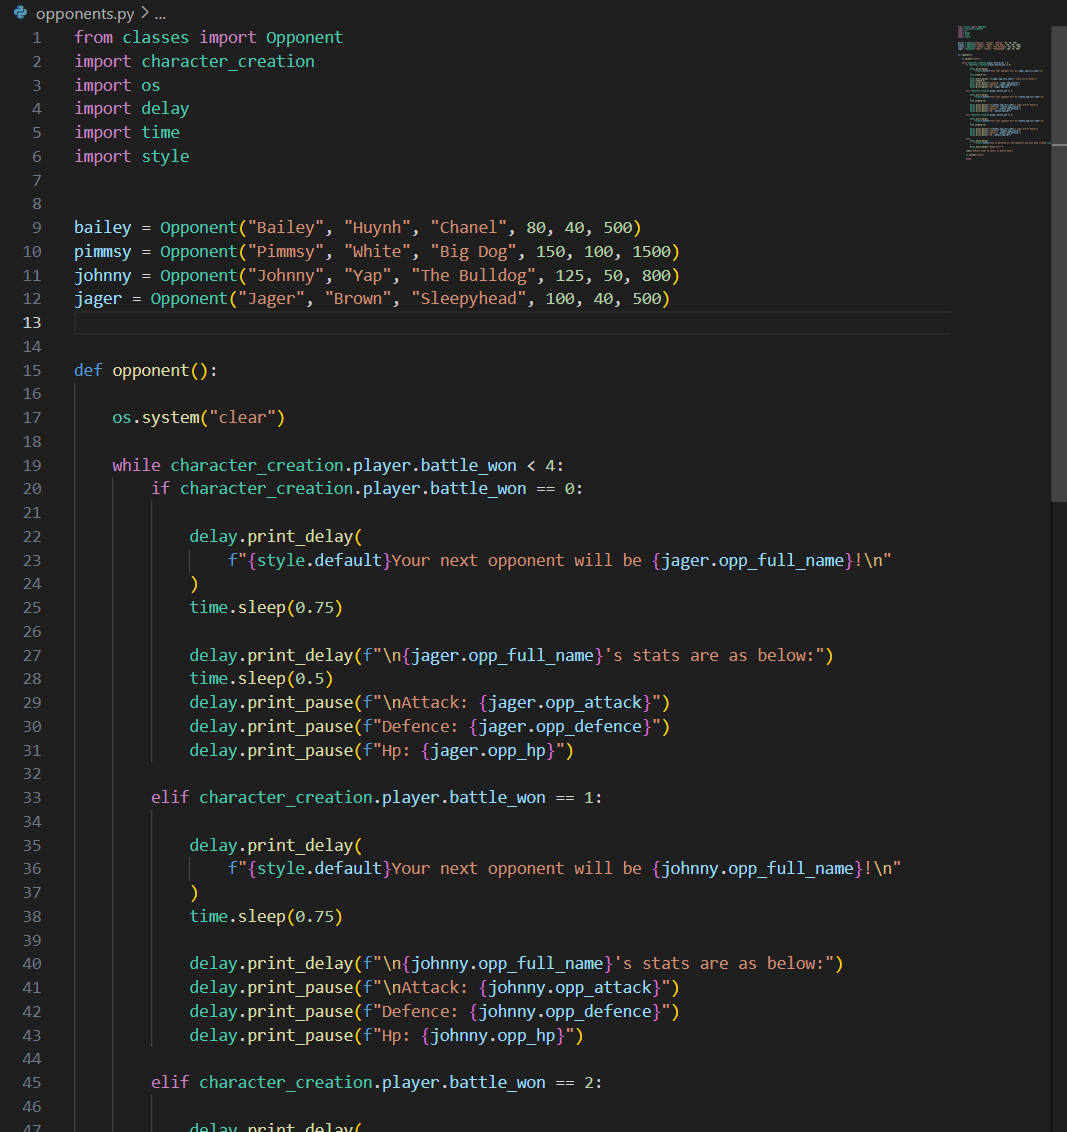 opponents.py > ...
1 from classes import Opponent
2 import character_creation
3 import os
4 import delay
5 import time
6 import style
7
8
9 bailey = Opponent("Bailey", "Huynh", "Chanel", 80, 40, 500)
10 pimmsy = Opponent("Pimmsy", "White", "Big Dog", 150, 100, 1500)
11 johnny = Opponent("Johnny", "Yap", "The Bulldog", 125, 50, 800)
12 jager = Opponent("Jager", "Brown", "Sleepyhead", 100, 40, 500)
13
14
15 def opponent():
16
17     os.system("clear")
18
19     while character_creation.player.battle_won < 4:
20         if character_creation.player.battle_won == 0:
21
22             delay.print_delay(
23                 f"{style.default}Your next opponent will be {jager.opp_full_name}!\n"
24             )
25             time.sleep(0.75)
26
27             delay.print_delay(f"\n{jager.opp_full_name}'s stats are as below:")
28             time.sleep(0.5)
29             delay.print_pause(f"\nAttack: {jager.opp_attack}")
30             delay.print_pause(f"Defence: {jager.opp_defence}")
31             delay.print_pause(f"Hp: {jager.opp_hp}")
32
33         elif character_creation.player.battle_won == 1:
34
35             delay.print_delay(
36                 f"{style.default}Your next opponent will be {johnny.opp_full_name}!\n"
37             )
38             time.sleep(0.75)
39
40             delay.print_delay(f"\n{johnny.opp_full_name}'s stats are as below:")
41             delay.print_pause(f"\nAttack: {johnny.opp_attack}")
42             delay.print_pause(f"Defence: {johnny.opp_defence}")
43             delay.print_pause(f"Hp: {johnny.opp_hp}")
44
45         elif character_creation.player.battle_won == 2:
46
47             delay.print_delay(